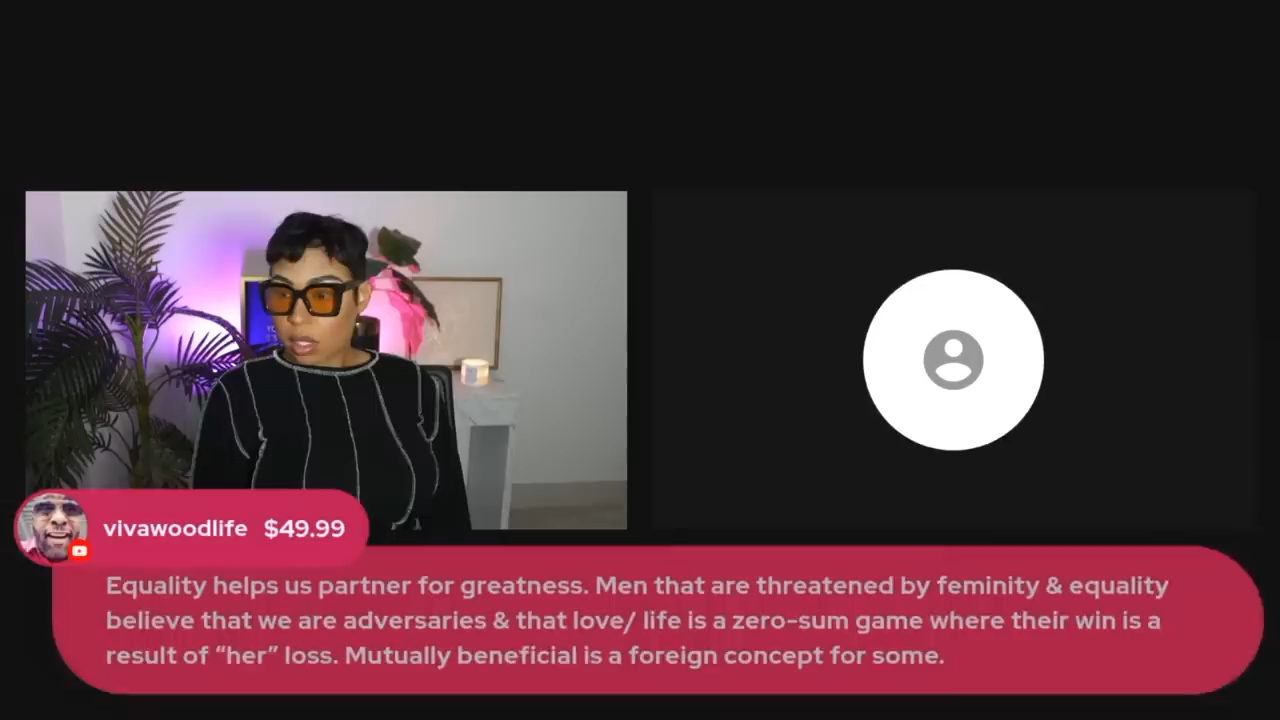 vivawoodlife $49.99
Equality helps us partner for greatness. Men that are threatened by feminity & equality
believe that we are adversaries & that love/ life is a zero-sum game where their win is a
result of “her” loss. Mutually beneficial is a foreign concept for some.